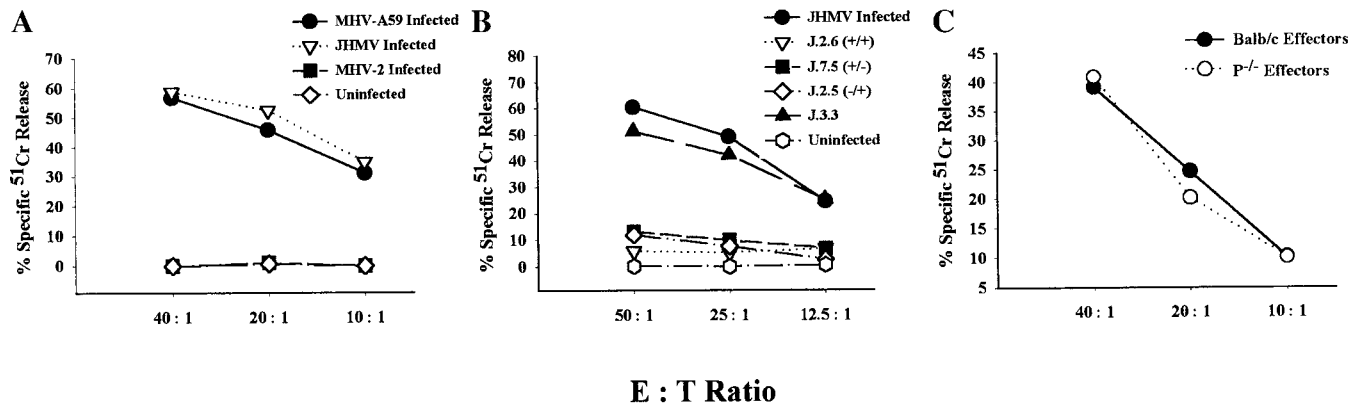 A
MHV-A59 Infected
JHMV Infected
MHV-2 Infected
Uninfected
% Specific ⁵¹Cr Release
70
60
50
40
30
20
10
0
40 : 1
20 : 1
10 : 1
B
JHMV Infected
J.2.6 (+/+)
J.7.5 (+/-)
J.2.5 (-/+)
J.3.3
Uninfected
% Specific ⁵¹Cr Release
80
70
60
50
40
30
20
10
0
50 : 1
25 : 1
12.5 : 1
C
Balb/c Effectors
P⁻/⁻ Effectors
% Specific ⁵¹Cr Release
45
40
35
30
25
20
15
10
5
40 : 1
20 : 1
10 : 1
E : T Ratio